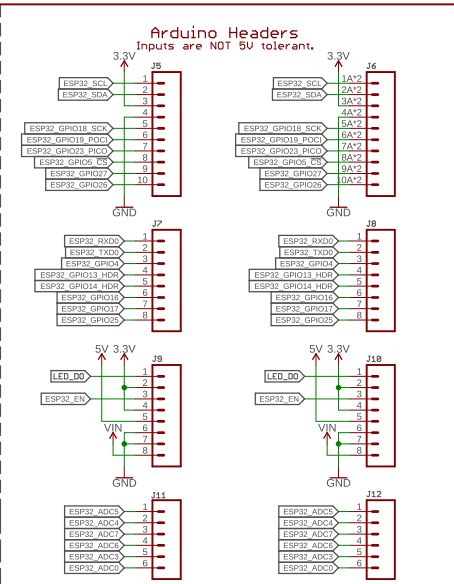 Arduino Headers
Inputs are NOT 5V tolerant.
3.3V
J5
ESP32_SCL 1
ESP32_SDA 2
3
4
ESP32_GPIO18_SCK 5
ESP32_GPIO19_POCI 6
ESP32_GPIO23_PICO 7
ESP32_GPIO5_CS 8
ESP32_GPIO27 9
ESP32_GPIO26 10
GND
3.3V
J6
ESP32_SCL 1A*2
ESP32_SDA 2A*2
3A*2
4A*2
ESP32_GPIO18_SCK 5A*2
ESP32_GPIO19_POCI 6A*2
ESP32_GPIO23_PICO 7A*2
ESP32_GPIO5_CS 8A*2
ESP32_GPIO27 9A*2
ESP32_GPIO26 10A*2
GND
J7
ESP32_RXD0 1
ESP32_TXD0 2
ESP32_GPIO4 3
ESP32_GPIO13_HDR 4
ESP32_GPIO14_HDR 5
ESP32_GPIO16 6
ESP32_GPIO17 7
ESP32_GPIO25 8
J8
ESP32_RXD0 1
ESP32_TXD0 2
ESP32_GPIO4 3
ESP32_GPIO13_HDR 4
ESP32_GPIO14_HDR 5
ESP32_GPIO16 6
ESP32_GPIO17 7
ESP32_GPIO25 8
5V 3.3V
J9
LED_DO 1
2
ESP32_EN 3
4
5
VIN 6
7
8
GND
5V 3.3V
J10
LED_DO 1
2
ESP32_EN 3
4
5
VIN 6
7
8
GND
J11
ESP32_ADC5 1
ESP32_ADC4 2
ESP32_ADC7 3
ESP32_ADC6 4
ESP32_ADC3 5
ESP32_ADC0 6
J12
ESP32_ADC5 1
ESP32_ADC4 2
ESP32_ADC7 3
ESP32_ADC6 4
ESP32_ADC3 5
ESP32_ADC0 6